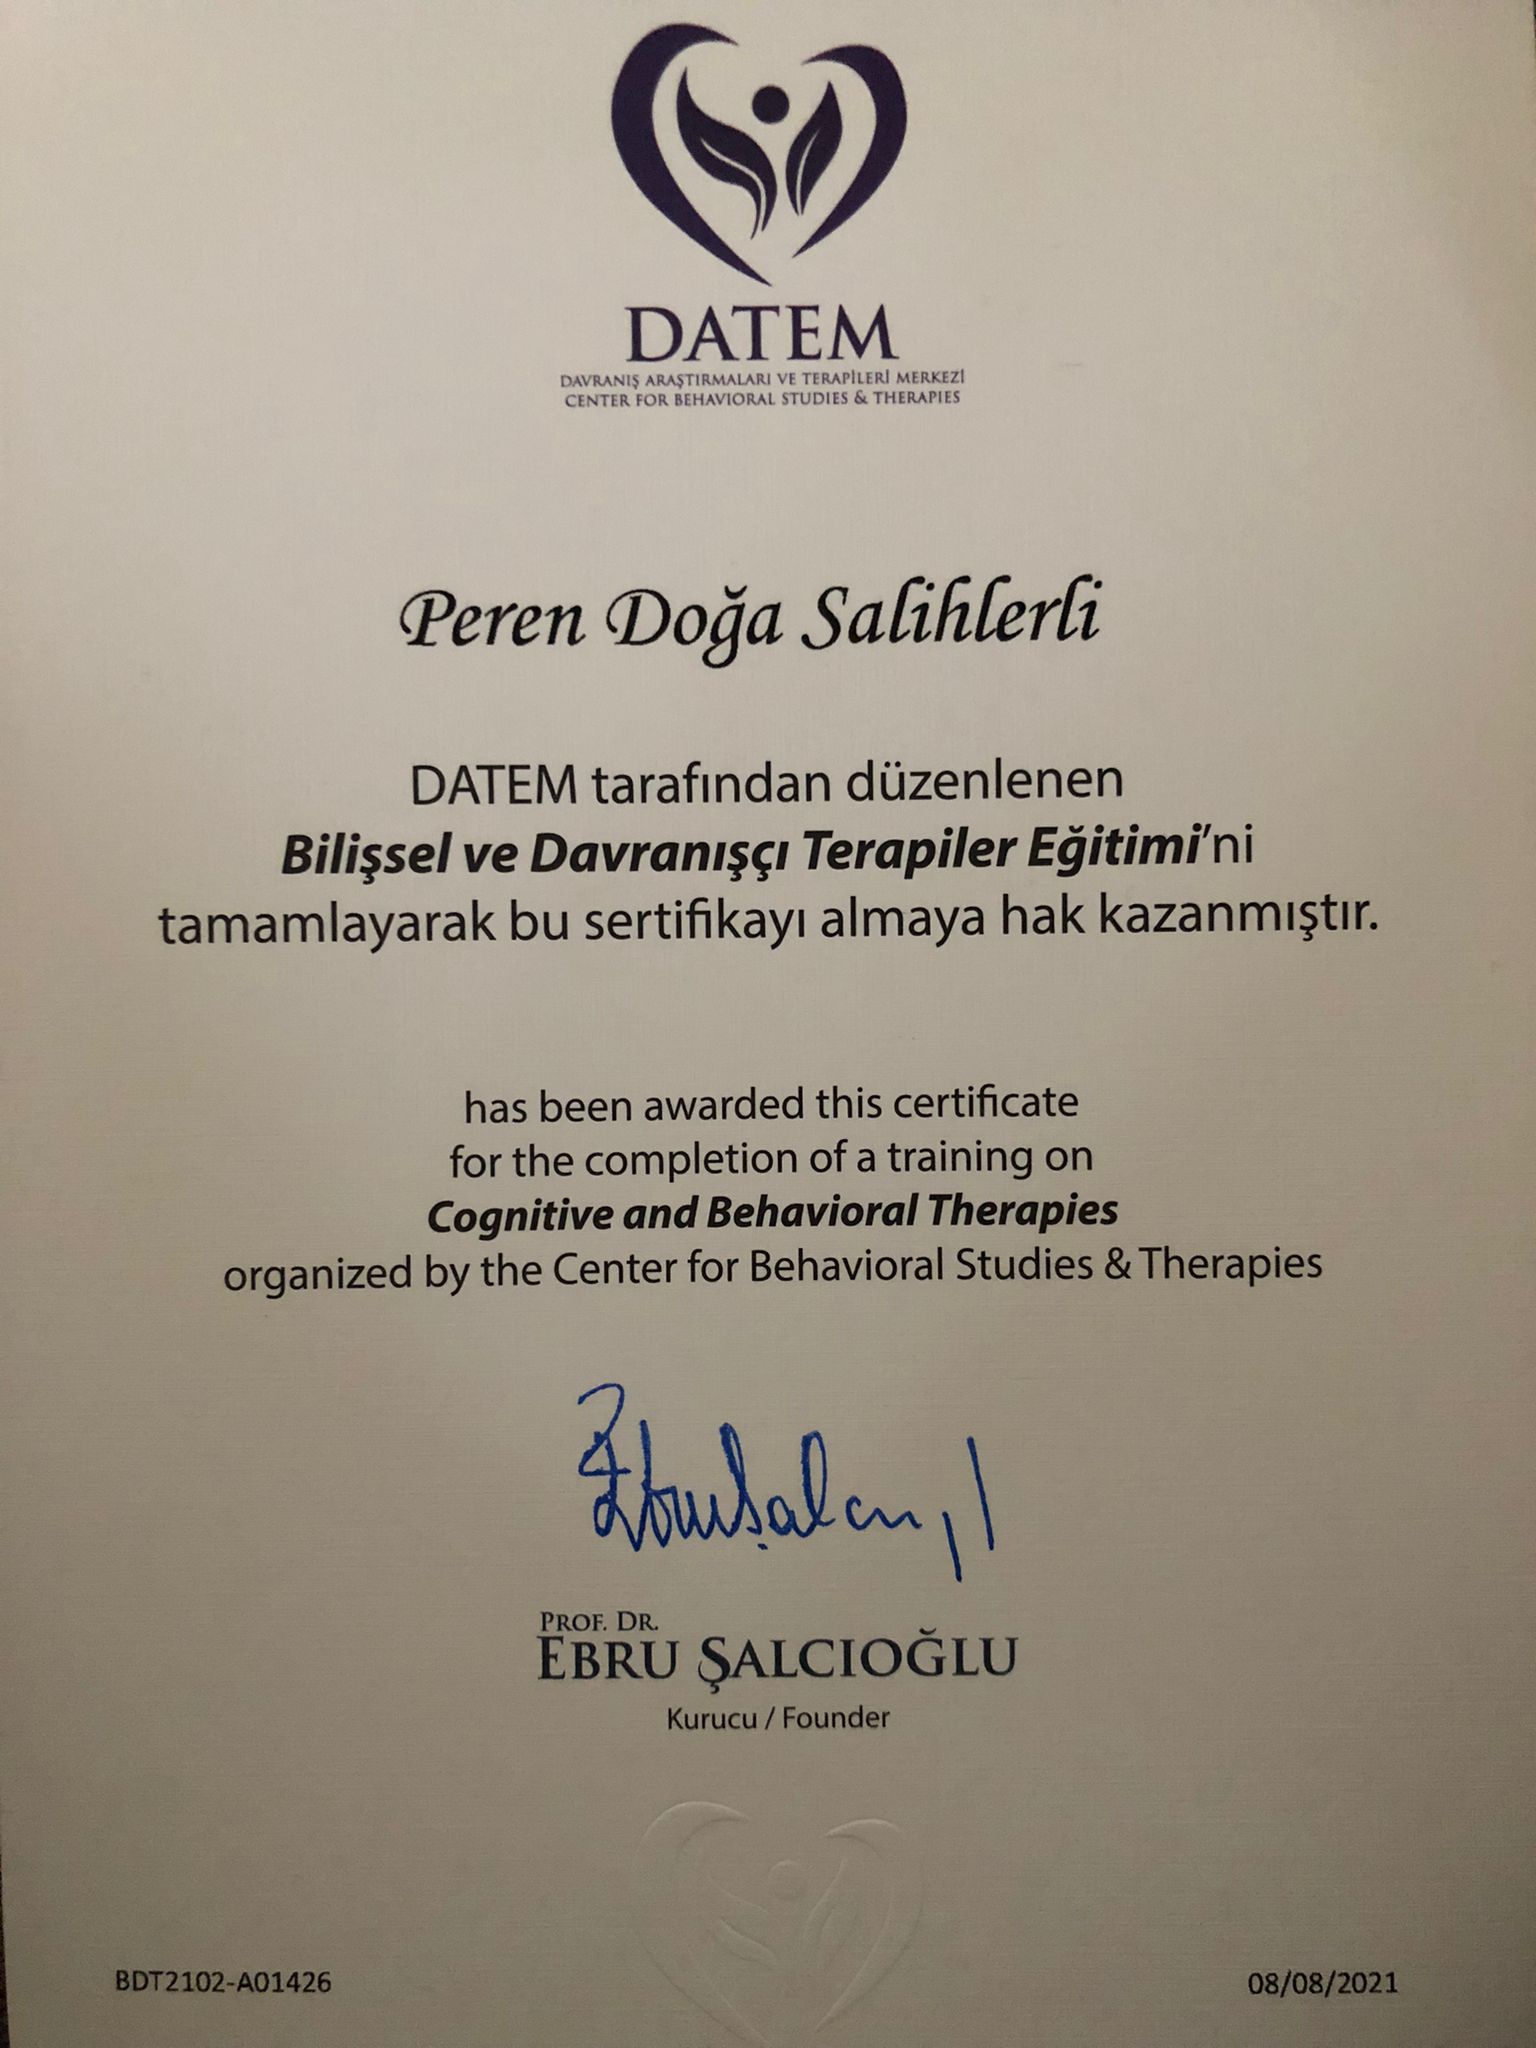 DATEM
DAVRANIŞ ARAŞTIRMALARI VE TERAPİLERİ MERKEZİ
CENTER FOR BEHAVIORAL STUDIES & THERAPIES
Peren Doğa Salihlerli
DATEM tarafından düzenlenen
Bilişsel ve Davranışçı Terapiler Eğitimi'ni
tamamlayarak bu sertifikayı almaya hak kazanmıştır.
has been awarded this certificate
for the completion of a training on
Cognitive and Behavioral Therapies
organized by the Center for Behavioral Studies & Therapies
PROF. DR.
EBRU ŞALCIOĞLU
Kurucu / Founder
BDT2102-A01426
08/08/2021